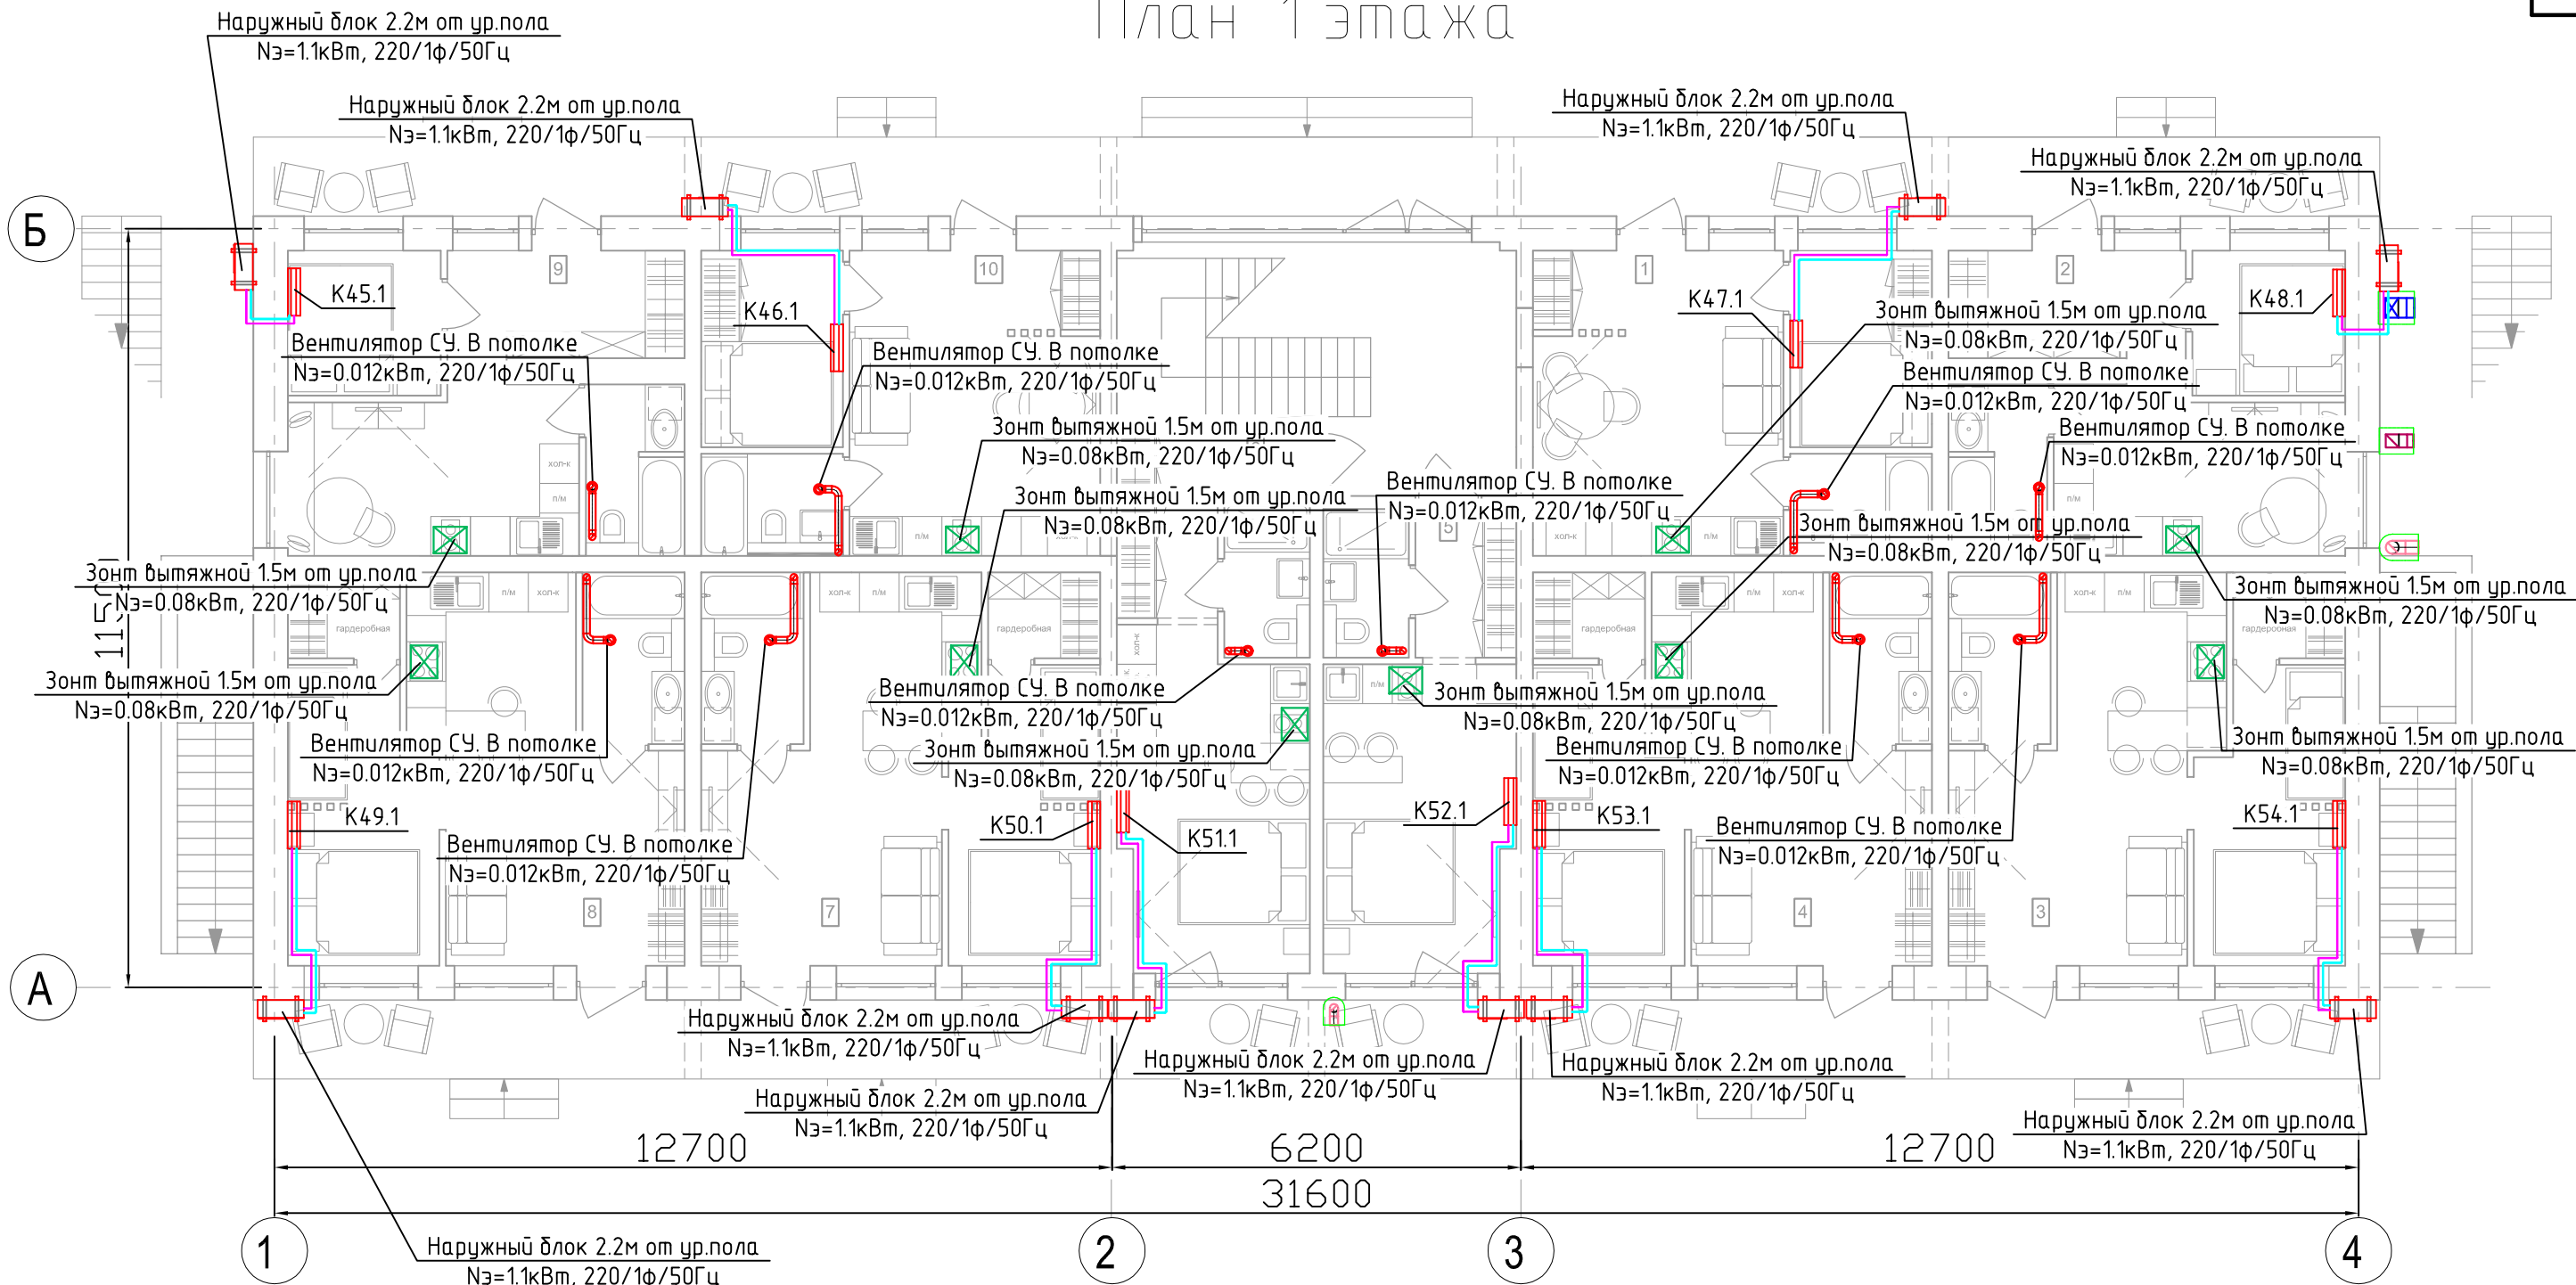 План 1 этажа
Наружный блок 2.2м от ур.пола
Nэ=1.1кВт, 220/1ф/50Гц
Наружный блок 2.2м от ур.пола
Nэ=1.1кВт, 220/1ф/50Гц
Наружный блок 2.2м от ур.пола
Nэ=1.1кВт, 220/1ф/50Гц
Наружный блок 2.2м от ур.пола
Nэ=1.1кВт, 220/1ф/50Гц
Б
9
10
1
2
К45.1
К46.1
К47.1
К48.1
Зонт вытяжной 1.5м от ур.пола
Nэ=0.08кВт, 220/1ф/50Гц
Вентилятор СУ. В потолке
Nэ=0.012кВт, 220/1ф/50Гц
Вентилятор СУ. В потолке
Nэ=0.012кВт, 220/1ф/50Гц
Вентилятор СУ. В потолке
Nэ=0.012кВт, 220/1ф/50Гц
Зонт вытяжной 1.5м от ур.пола
Nэ=0.08кВт, 220/1ф/50Гц
Вентилятор СУ. В потолке
Nэ=0.012кВт, 220/1ф/50Гц
хол-к
п/м
Зонт вытяжной 1.5м от ур.пола
Nэ=0.08кВт, 220/1ф/50Гц
Вентилятор СУ. В потолке
Nэ=0.012кВт, 220/1ф/50Гц
п/м
5
Зонт вытяжной 1.5м от ур.пола
Nэ=0.08кВт, 220/1ф/50Гц
п/м
хол-к
хол-к
п/м
Зонт вытяжной 1.5м от ур.пола
Nэ=0.08кВт, 220/1ф/50Гц
Зонт вытяжной 1.5м от ур.пола
Nэ=0.08кВт, 220/1ф/50Гц
п/м
хол-к
хол-к
п/м
п/м
хол-к
хол-к
п/м
гардеробная
гардеробная
гардеробная
гардеробная
хол-к
Зонт вытяжной 1.5м от ур.пола
Nэ=0.08кВт, 220/1ф/50Гц
Вентилятор СУ. В потолке
Nэ=0.012кВт, 220/1ф/50Гц
п/м
Зонт вытяжной 1.5м от ур.пола
Nэ=0.08кВт, 220/1ф/50Гц
Вентилятор СУ. В потолке
Nэ=0.012кВт, 220/1ф/50Гц
Зонт вытяжной 1.5м от ур.пола
Nэ=0.08кВт, 220/1ф/50Гц
Вентилятор СУ. В потолке
Nэ=0.012кВт, 220/1ф/50Гц
Зонт вытяжной 1.5м от ур.пола
Nэ=0.08кВт, 220/1ф/50Гц
К49.1
К50.1
К51.1
К52.1
К53.1
К54.1
Вентилятор СУ. В потолке
Nэ=0.012кВт, 220/1ф/50Гц
Вентилятор СУ. В потолке
Nэ=0.012кВт, 220/1ф/50Гц
8
7
4
3
А
Наружный блок 2.2м от ур.пола
Nэ=1.1кВт, 220/1ф/50Гц
Наружный блок 2.2м от ур.пола
Nэ=1.1кВт, 220/1ф/50Гц
Наружный блок 2.2м от ур.пола
Nэ=1.1кВт, 220/1ф/50Гц
Наружный блок 2.2м от ур.пола
Nэ=1.1кВт, 220/1ф/50Гц
Наружный блок 2.2м от ур.пола
Nэ=1.1кВт, 220/1ф/50Гц
12700
6200
12700
31600
1
2
3
4
Наружный блок 2.2м от ур.пола
Nэ=1.1кВт, 220/1ф/50Гц